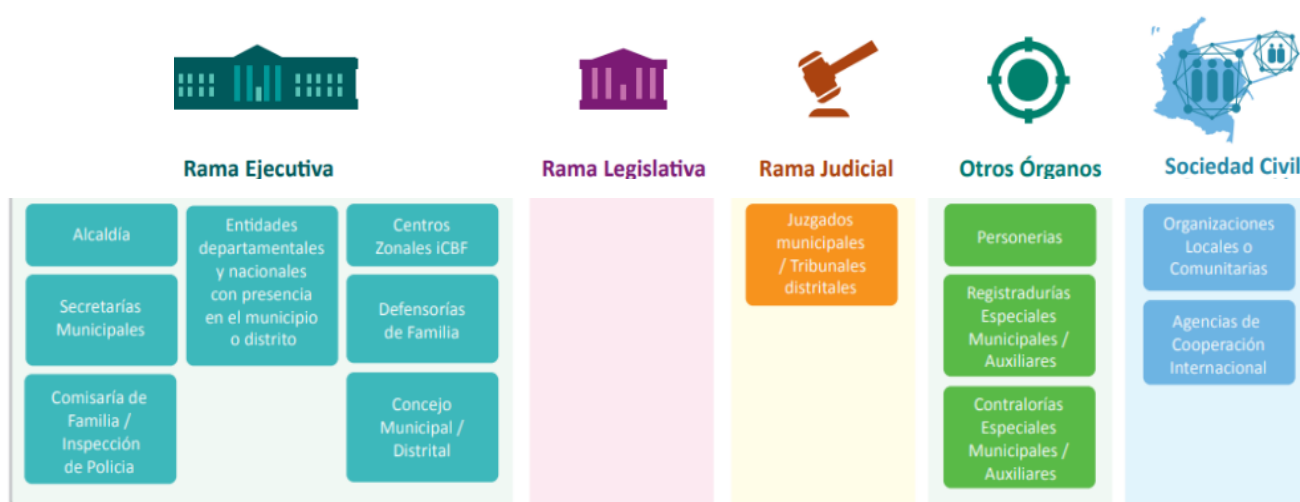 Rama Ejecutiva
Rama Legislativa
Rama Judicial
Otros Órganos
Sociedad Civil
Alcaldía
Secretarías
Municipales
Comisaría de
Familia /
Inspección
de Policia
Entidades
departamentales
y nacionales
con presencia
en el municipio
o distrito
Centros
Zonales iCBF
Defensorías
de Familia
Concejo
Municipal /
Distrital
Juzgados
municipales
/ Tribunales
distritales
Personerias
Registradurías
Especiales
Municipales /
Auxiliares
Contralorías
Especiales
Municipales /
Auxiliares
Organizaciones
Locales o
Comunitarias
Agencias de
Cooperación
Internacional